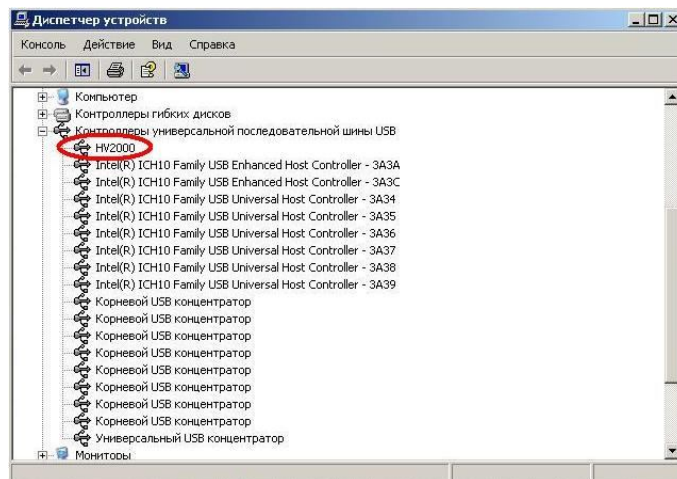 Диспетчер устройств
Консоль Действие Вид Справка
Компьютер
Контроллеры гибких дисков
Контроллеры универсальной последовательной шины USB
HV2000
Intel(R) ICH10 Family USB Enhanced Host Controller - 3A3A
Intel(R) ICH10 Family USB Enhanced Host Controller - 3A3C
Intel(R) ICH10 Family USB Universal Host Controller - 3A34
Intel(R) ICH10 Family USB Universal Host Controller - 3A35
Intel(R) ICH10 Family USB Universal Host Controller - 3A36
Intel(R) ICH10 Family USB Universal Host Controller - 3A37
Intel(R) ICH10 Family USB Universal Host Controller - 3A38
Intel(R) ICH10 Family USB Universal Host Controller - 3A39
Корневой USB концентратор
Корневой USB концентратор
Корневой USB концентратор
Корневой USB концентратор
Корневой USB концентратор
Корневой USB концентратор
Корневой USB концентратор
Корневой USB концентратор
Универсальный USB концентратор
Мониторы